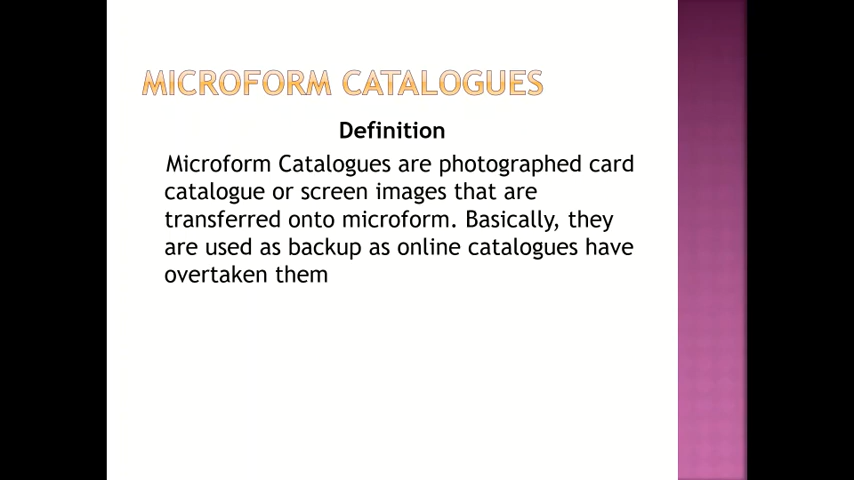 MICROFORM CATALOGUES
Definition
Microform Catalogues are photographed card
catalogue or screen images that are
transferred onto microform. Basically, they
are used as backup as online catalogues have
overtaken them